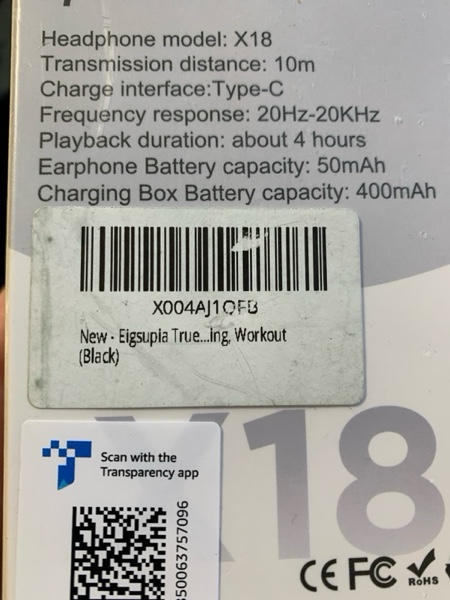 Headphone model: X18
Transmission distance: 10m
Charge interface:Type-C
Frequency response: 20Hz-20KHz
Playback duration: about 4 hours
Earphone Battery capacity: 50mAh
Charging Box Battery capacity: 400mAh
X004AJ1OFB
New - Eigsupia True...ing, Workout
(Black)
Scan with the
Transparency app
50063757096
X18
CE FC RoHS